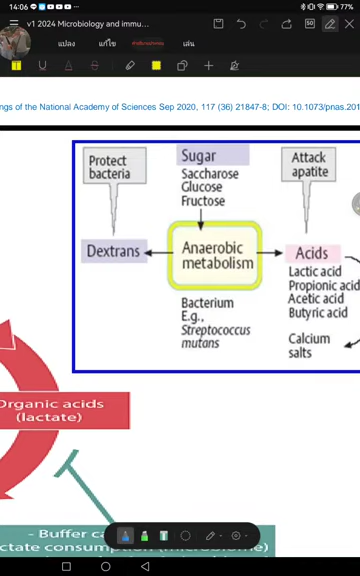 14:06
77%
v1 2024 Microbiology and immu...
50
แปลง
แก้ไข
เล่น
T U A S
ngs of the National Academy of Sciences Sep 2020, 117 (36) 21847-8; DOI: 10.1073/pnas.201
Protect
bacteria
Sugar
Saccharose
Glucose
Fructose
Attack
apatite
Dextrans
Anaerobic
metabolism
Acids
Lactic acid
Propionic acid
Acetic acid
Butyric acid
Calcium
salts
Bacterium
E.g.,
Streptococcus
mutans
Organic acids
(lactate)
- Buffer ca
ctate consumption (microbiome)